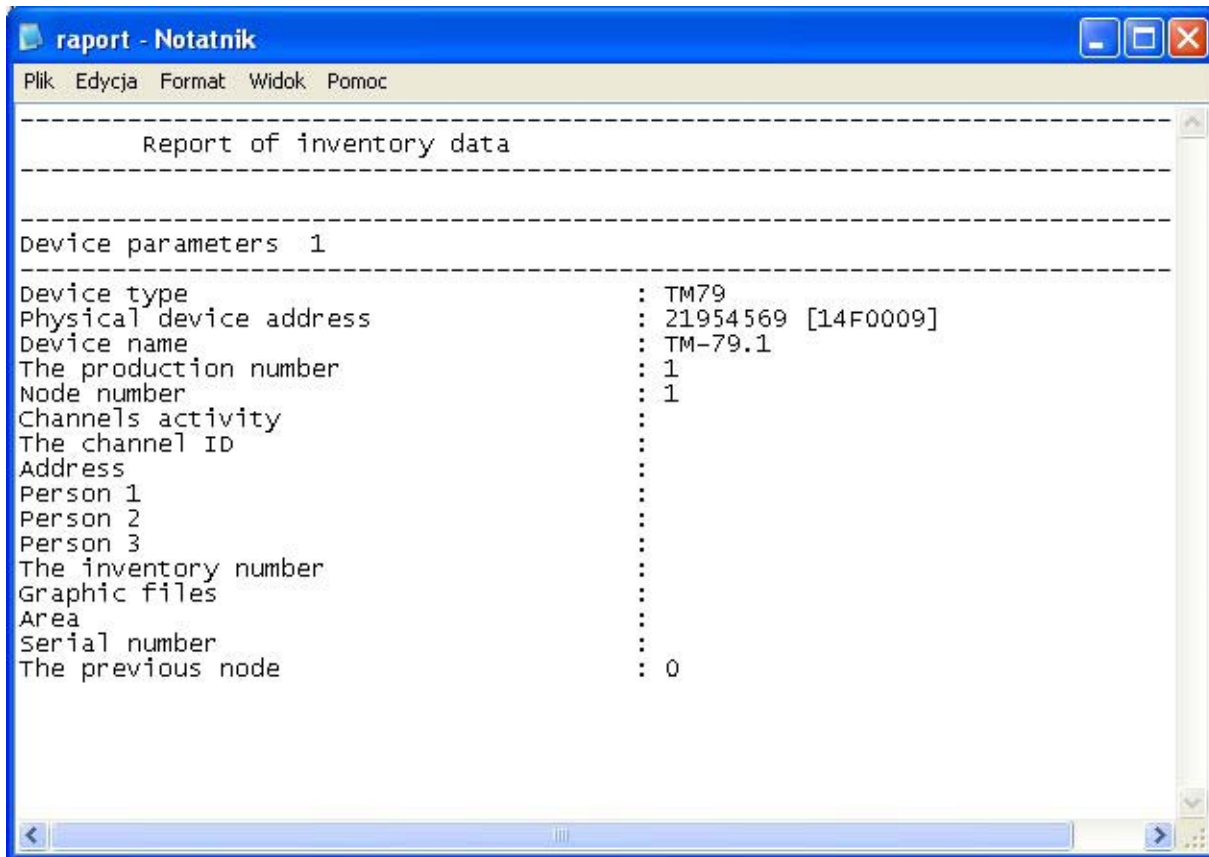 raport - Notatnik
Plik Edycja Format Widok Pomoc
--------------------------------------------------------------------------
Report of inventory data
--------------------------------------------------------------------------
--------------------------------------------------------------------------
Device parameters 1
--------------------------------------------------------------------------
Device type : TM79
Physical device address : 21954569 [14F0009]
Device name : TM-79.1
The production number : 1
Node number : 1
Channels activity :
The channel ID :
Address :
Person 1 :
Person 2 :
Person 3 :
The inventory number :
Graphic files :
Area :
Serial number :
The previous node : 0